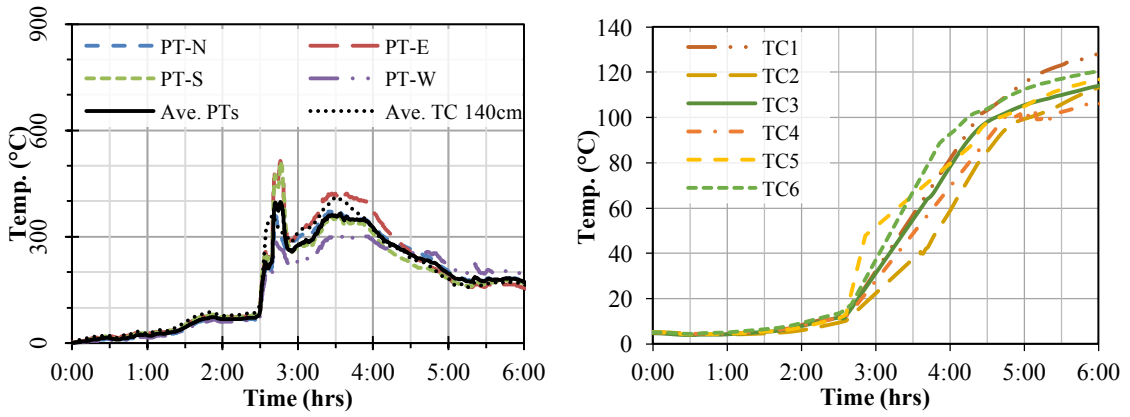 900
600
300
0
Temp. (°C)
PT-N
PT-E
PT-S
PT-W
Ave. PTs
Ave. TC 140cm
0:00 1:00 2:00 3:00 4:00 5:00 6:00
Time (hrs)
140
120
100
80
60
40
20
0
Temp. (°C)
TC1
TC2
TC3
TC4
TC5
TC6
0:00 1:00 2:00 3:00 4:00 5:00 6:00
Time (hrs)